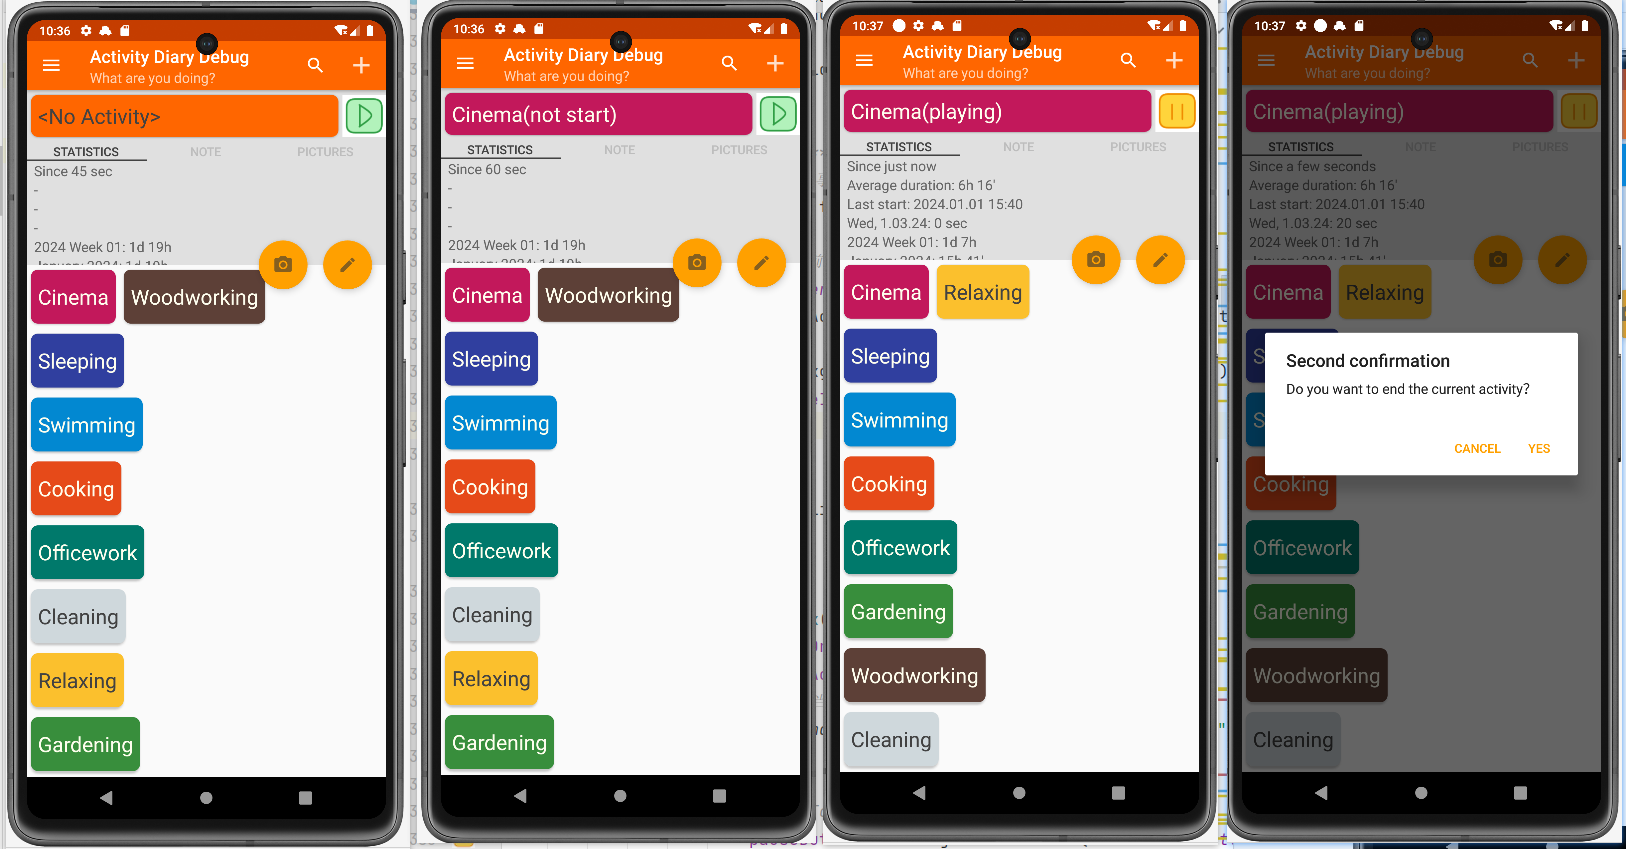 10:36
Activity Diary Debug
What are you doing?
<No Activity>
STATISTICS NOTE PICTURES
Since 45 sec
-
-
-
2024 Week 01: 1d 19h
Cinema Woodworking
Sleeping
Swimming
Cooking
Officework
Cleaning
Relaxing
Gardening
10:36
Activity Diary Debug
What are you doing?
Cinema(not start)
STATISTICS NOTE PICTURES
Since 60 sec
-
-
-
2024 Week 01: 1d 19h
Cinema Woodworking
Sleeping
Swimming
Cooking
Officework
Cleaning
Relaxing
Gardening
10:37
Activity Diary Debug
What are you doing?
Cinema(playing)
STATISTICS NOTE PICTURES
Since just now
Average duration: 6h 16'
Last start: 2024.01.01 15:40
Wed, 1.03.24: 0 sec
2024 Week 01: 1d 7h
January 2024: 15h 41'
Cinema Relaxing
Sleeping
Swimming
Cooking
Officework
Gardening
Woodworking
Cleaning
10:37
Activity Diary Debug
What are you doing?
Cinema(playing)
STATISTICS NOTE PICTURES
Since a few seconds
Average duration: 6h 16'
Last start: 2024.01.01 15:40
Wed, 1.03.24: 20 sec
2024 Week 01: 1d 7h
January 2024: 15h 41'
Cinema Relaxing
Second confirmation
Do you want to end the current activity?
CANCEL YES
Cooking
Officework
Gardening
Woodworking
Cleaning